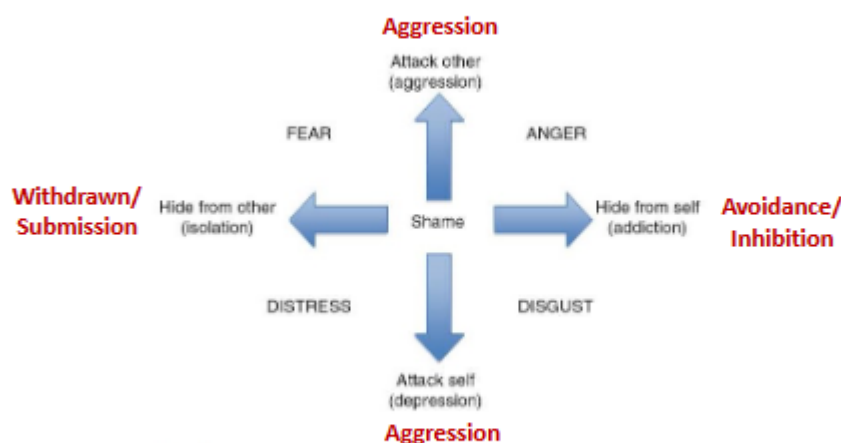 Aggression
Attack other
(aggression)
FEAR
ANGER
Withdrawn/
Submission
Hide from other
(isolation)
Shame
Hide from self
(addiction)
Avoidance/
Inhibition
DISTRESS
DISGUST
Attack self
(depression)
Aggression